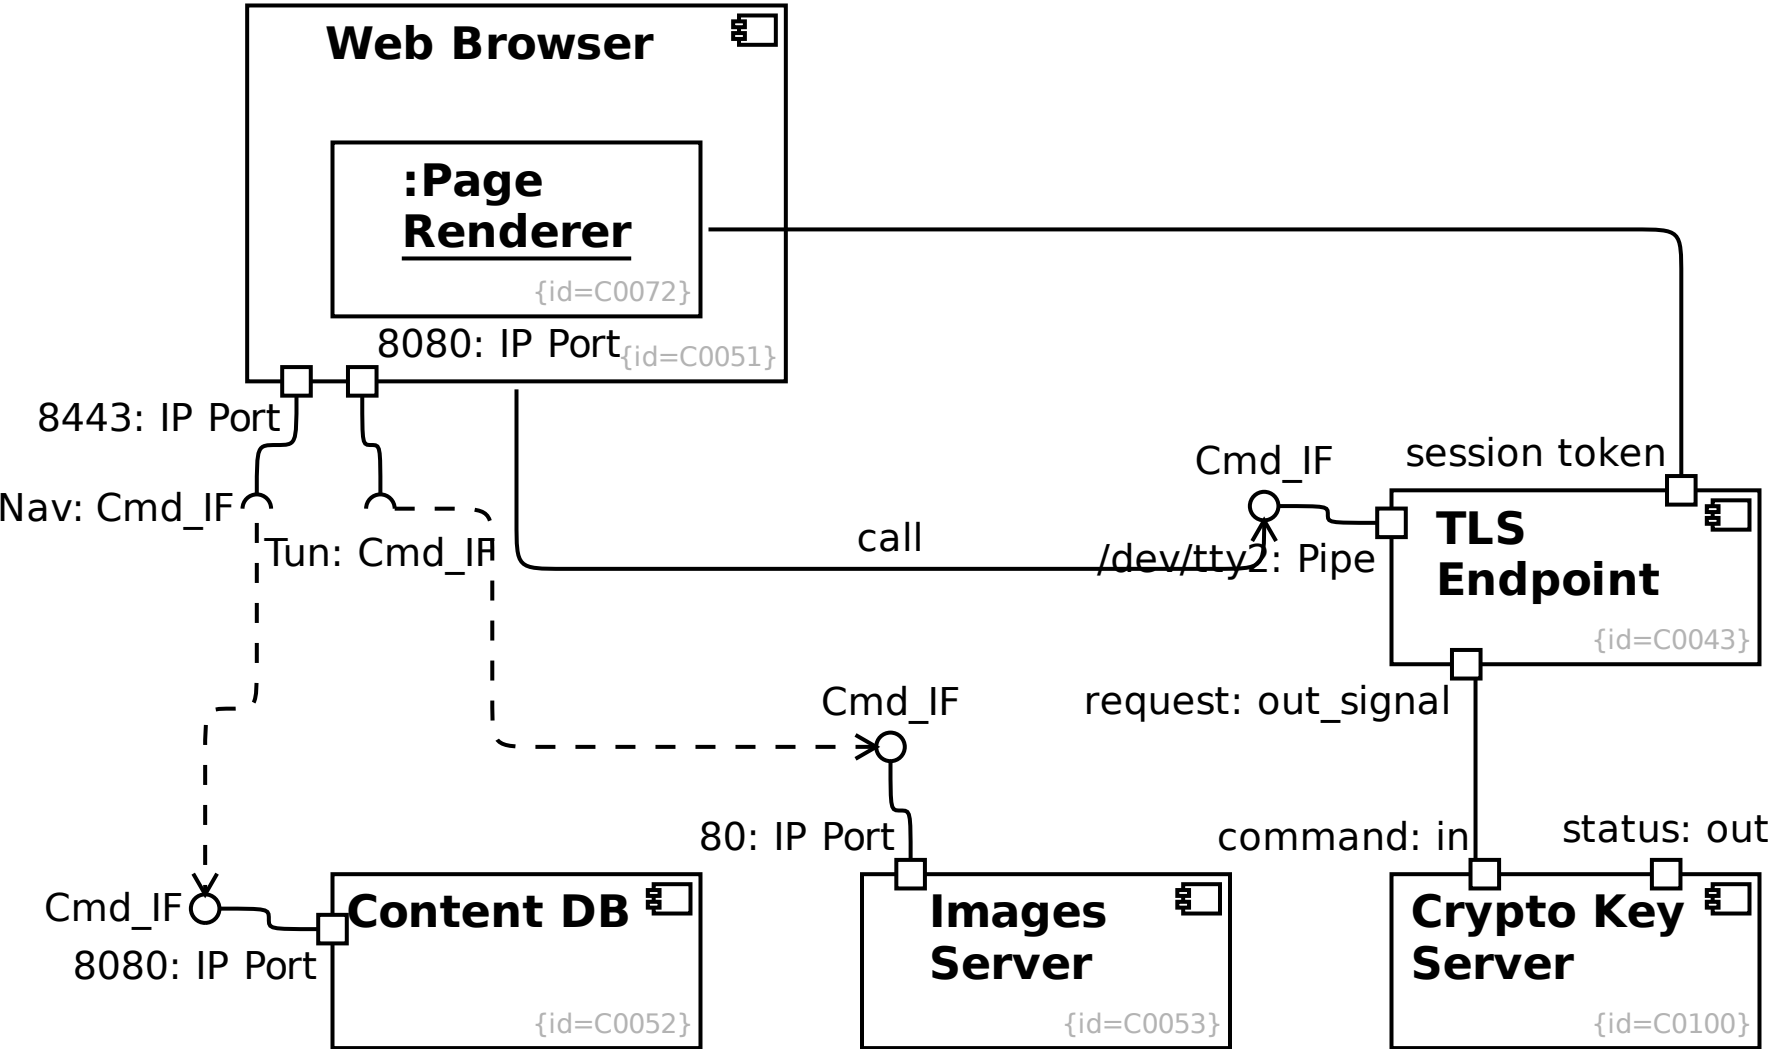 Web Browser
:Page
Renderer
{id=C0072}
8080: IP Port
{id=C0051}
8443: IP Port
Nav: Cmd_IF
Tun: Cmd_IF
call
Cmd_IF
session token
/dev/tty2: Pipe
TLS
Endpoint
{id=C0043}
request: out_signal
Cmd_IF
80: IP Port
command: in
status: out
Cmd_IF
8080: IP Port
Content DB
{id=C0052}
Images
Server
{id=C0053}
Crypto Key
Server
{id=C0100}